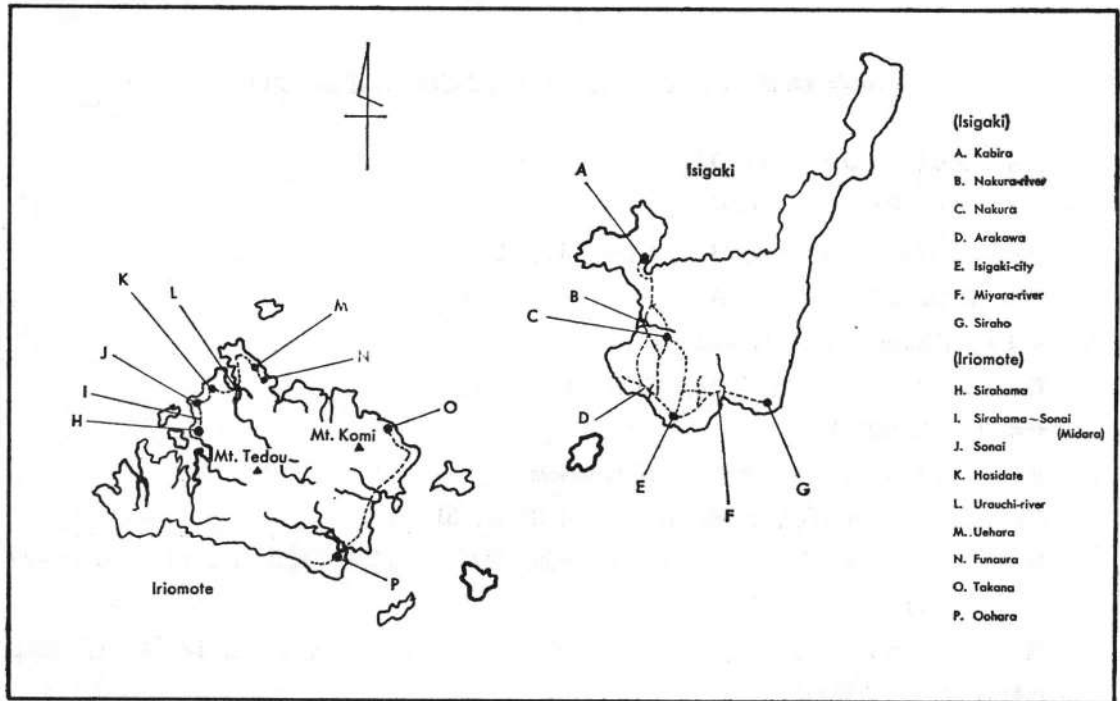 Isigaki
A
B
C
D
E
F
G
K
L
M
N
J
I
H
O
P
Mt. Komi
Mt. Tedou
Iriomote
(Isigaki)
A. Kabira
B. Nakura-river
C. Nakura
D. Arakawa
E. Isigaki-city
F. Miyara-river
G. Siraho
(Iriomote)
H. Sirahama
I. Sirahama~Sonai
(Midara)
J. Sonai
K. Hosidate
L. Urauchi-river
M. Uehara
N. Funaura
O. Takana
P. Oohara